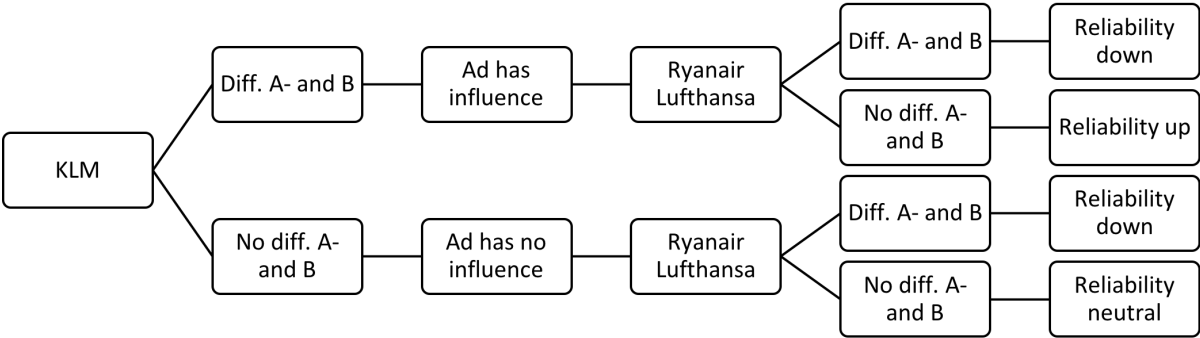 KLM
Diff. A- and B
Ad has
influence
Ryanair
Lufthansa
Diff. A- and B
Reliability
down
No diff. A-
and B
Reliability up
No diff. A-
and B
Ad has no
influence
Ryanair
Lufthansa
Diff. A- and B
Reliability
down
No diff. A-
and B
Reliability
neutral